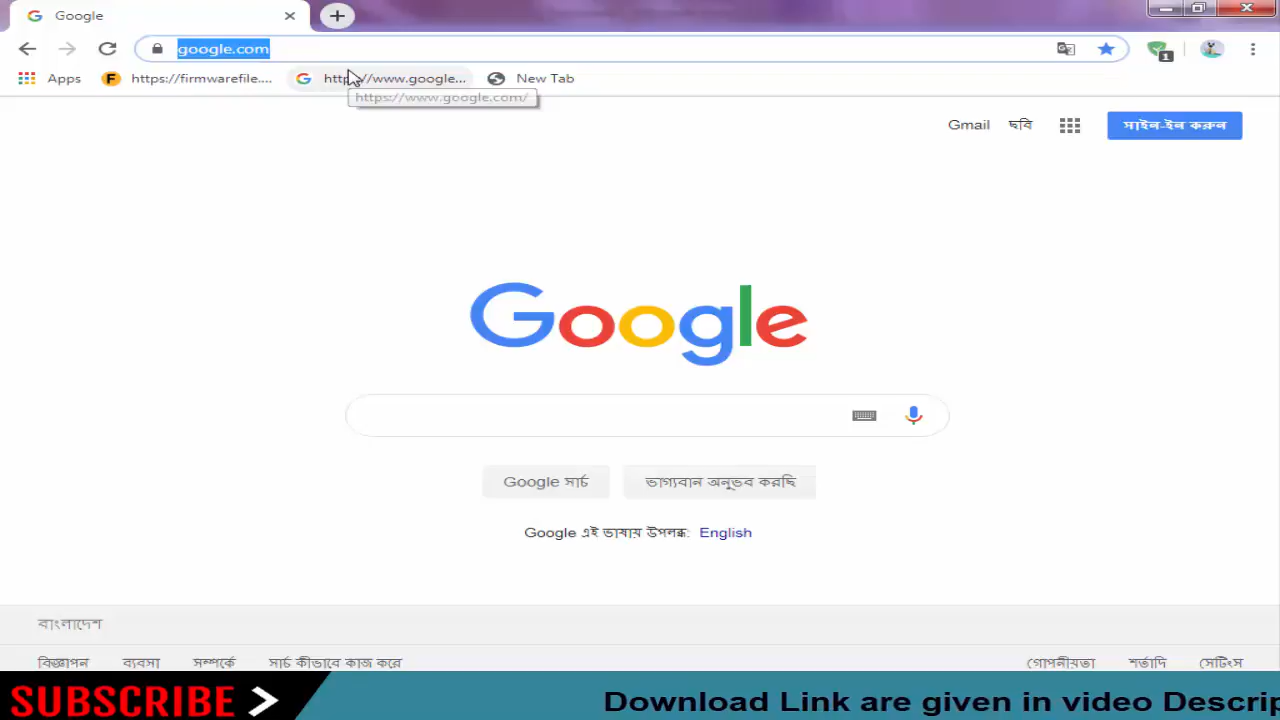 Google
google.com
1
Apps
https://firmwarefile....
www.google...
New Tab
https://www.google.com/
Gmail
ছবি
সাইন-ইন করুন
Google
Google সার্চ
ভাগ্যবান অনুভব করছি
Google এই ভাষায় উপলব্ধ: English
বাংলাদেশ
বিজ্ঞাপন ব্যবসা সম্পর্কে সার্চ কীভাবে কাজ করে গোপনীয়তা শর্তাদি সেটিংস
SUBSCRIBE
Download Link are given in video Descrip